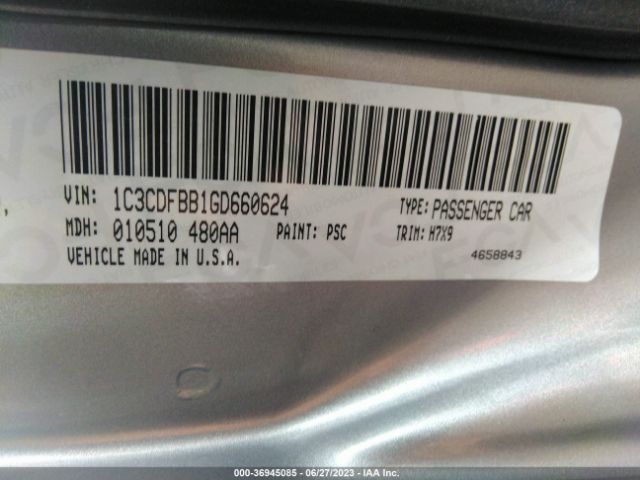 VIN: 1C3CDFBB1GD660624 TYPE: PASSENGER CAR
MDH: 010510 480AA PAINT: PSC TRIM: H7X9
VEHICLE MADE IN U.S.A. 4658843
000-36945085 - 06/27/2023 - IAA Inc.